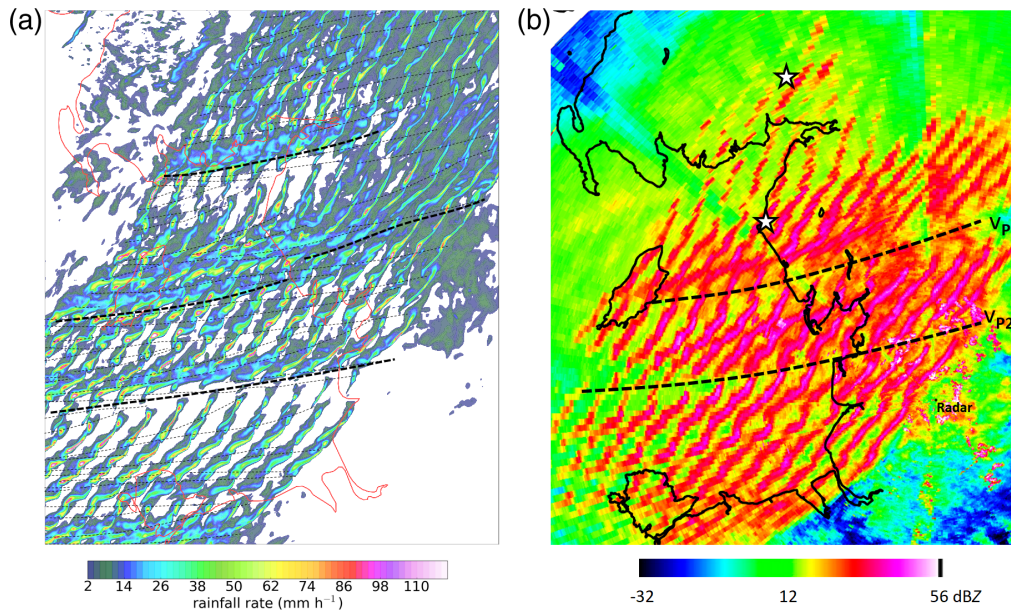 (a)
(b)
V_P
V_P2
Radar
2 14 26 38 50 62 74 86 98 110
rainfall rate (mm h⁻¹)
-32 12 56 dBZ